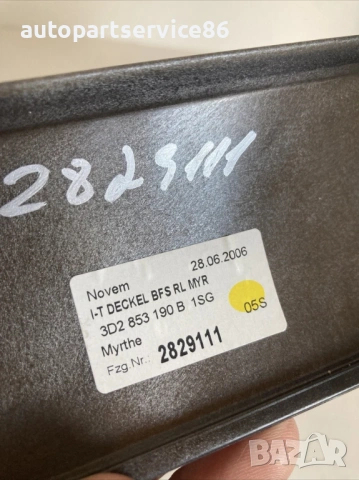 autopartservice86
2829111
Novem 28.06.2006
I-T DECKEL BFS RL MYR
3D2 853 190 B 1SG
Myrthe 05S
Fzg.Nr.: 2829111
BAZAR